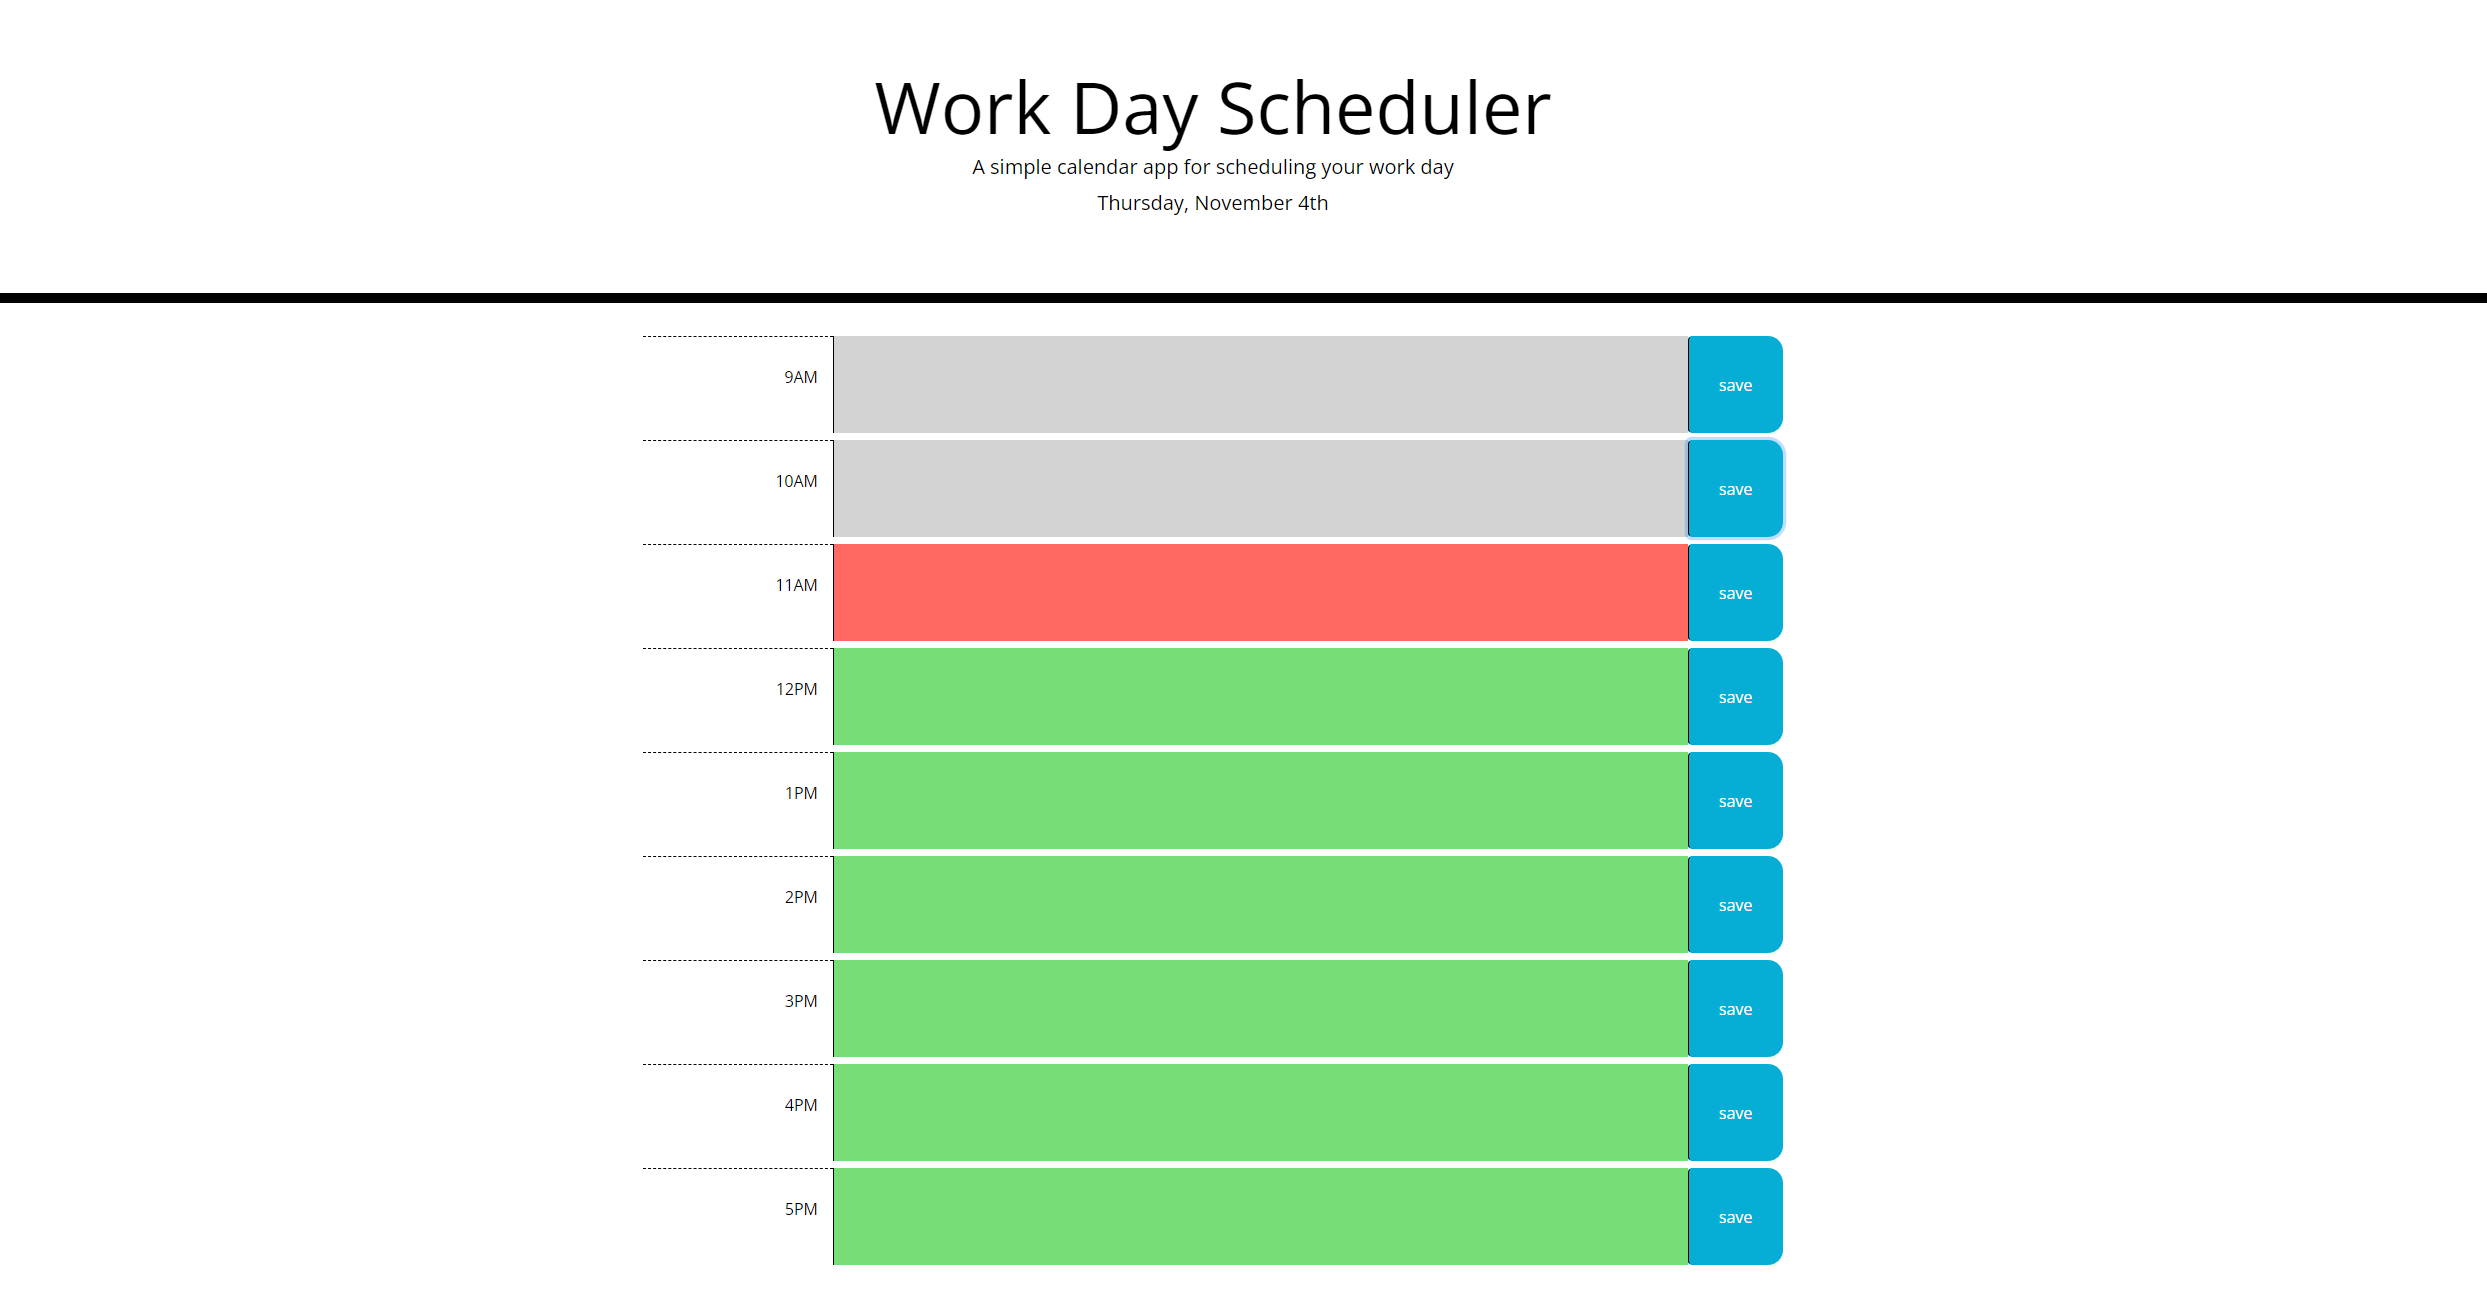 Work Day Scheduler
A simple calendar app for scheduling your work day
Thursday, November 4th
9AM save
10AM save
11AM save
12PM save
1PM save
2PM save
3PM save
4PM save
5PM save